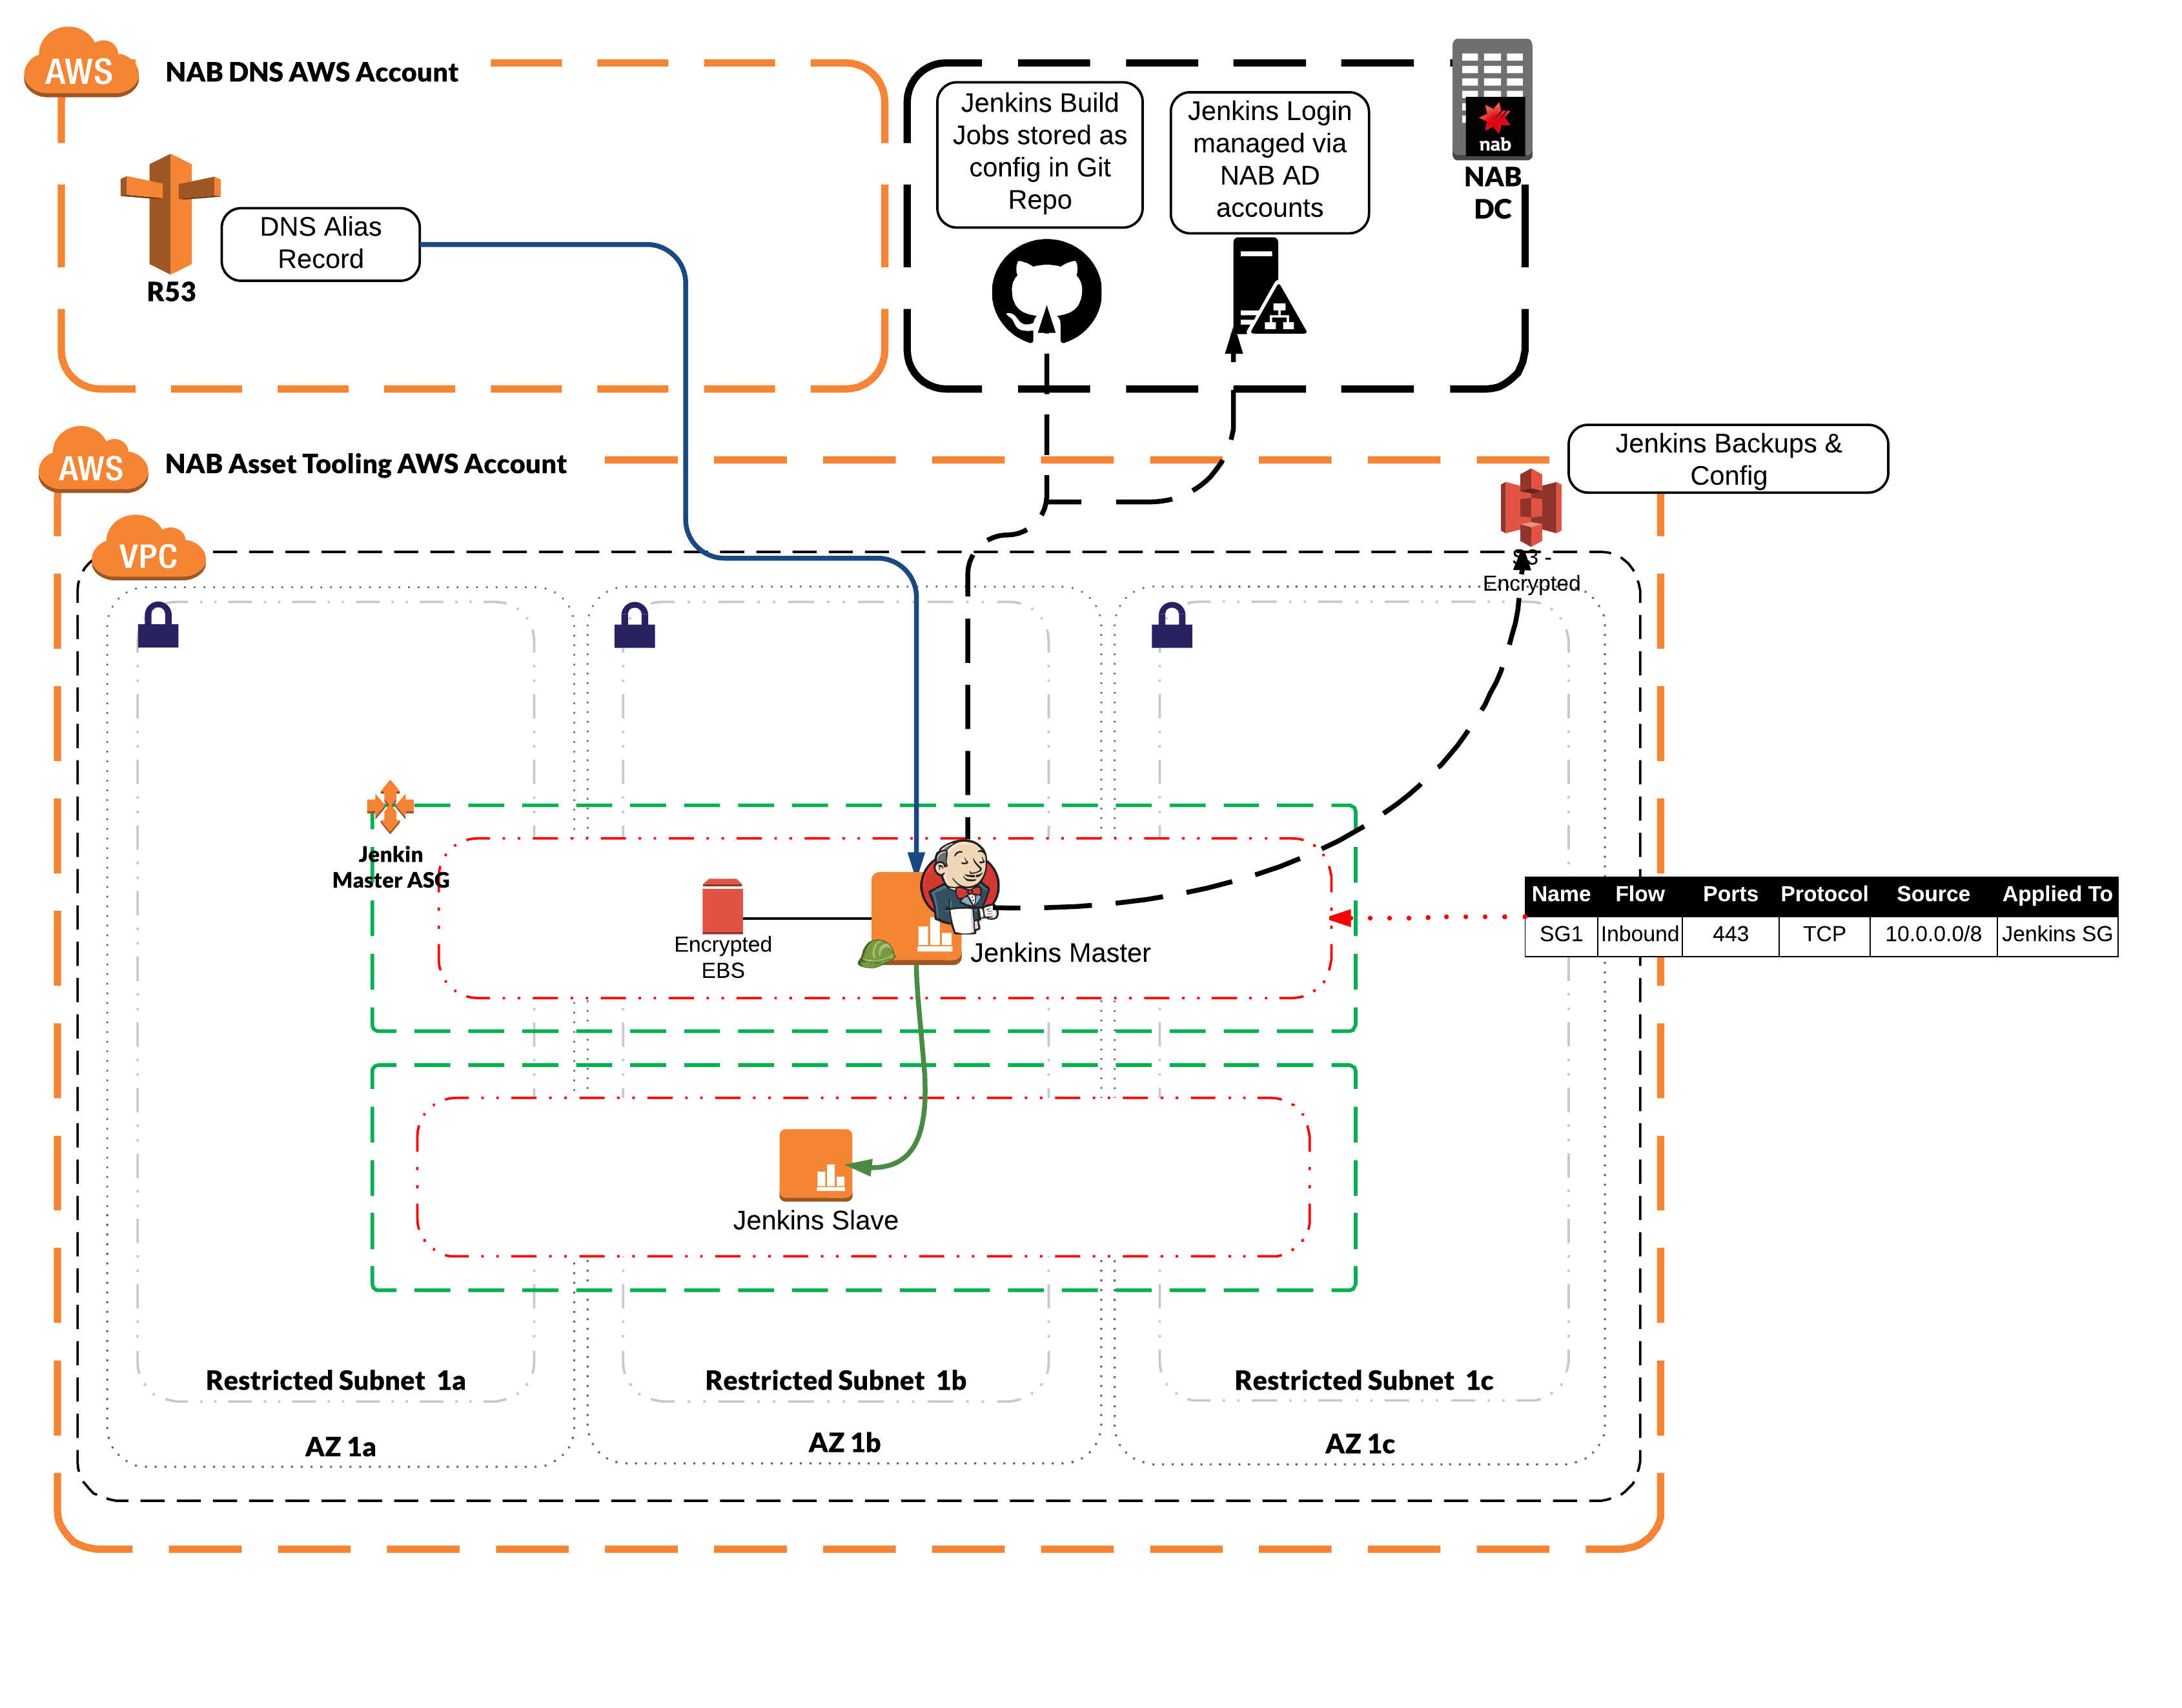 AWS
NAB DNS AWS Account
R53
DNS Alias
Record
Jenkins Build
Jobs stored as
config in Git
Repo
Jenkins Login
managed via
NAB AD
accounts
nab
NAB
DC
AWS
NAB Asset Tooling AWS Account
Jenkins Backups &
Config
S3 -
Encrypted
VPC
Jenkin
Master ASG
Encrypted
EBS
Jenkins Master
Name Flow Ports Protocol Source Applied To
SG1 Inbound 443 TCP 10.0.0.0/8 Jenkins SG
Jenkins Slave
Restricted Subnet 1a
Restricted Subnet 1b
Restricted Subnet 1c
AZ 1a
AZ 1b
AZ 1c